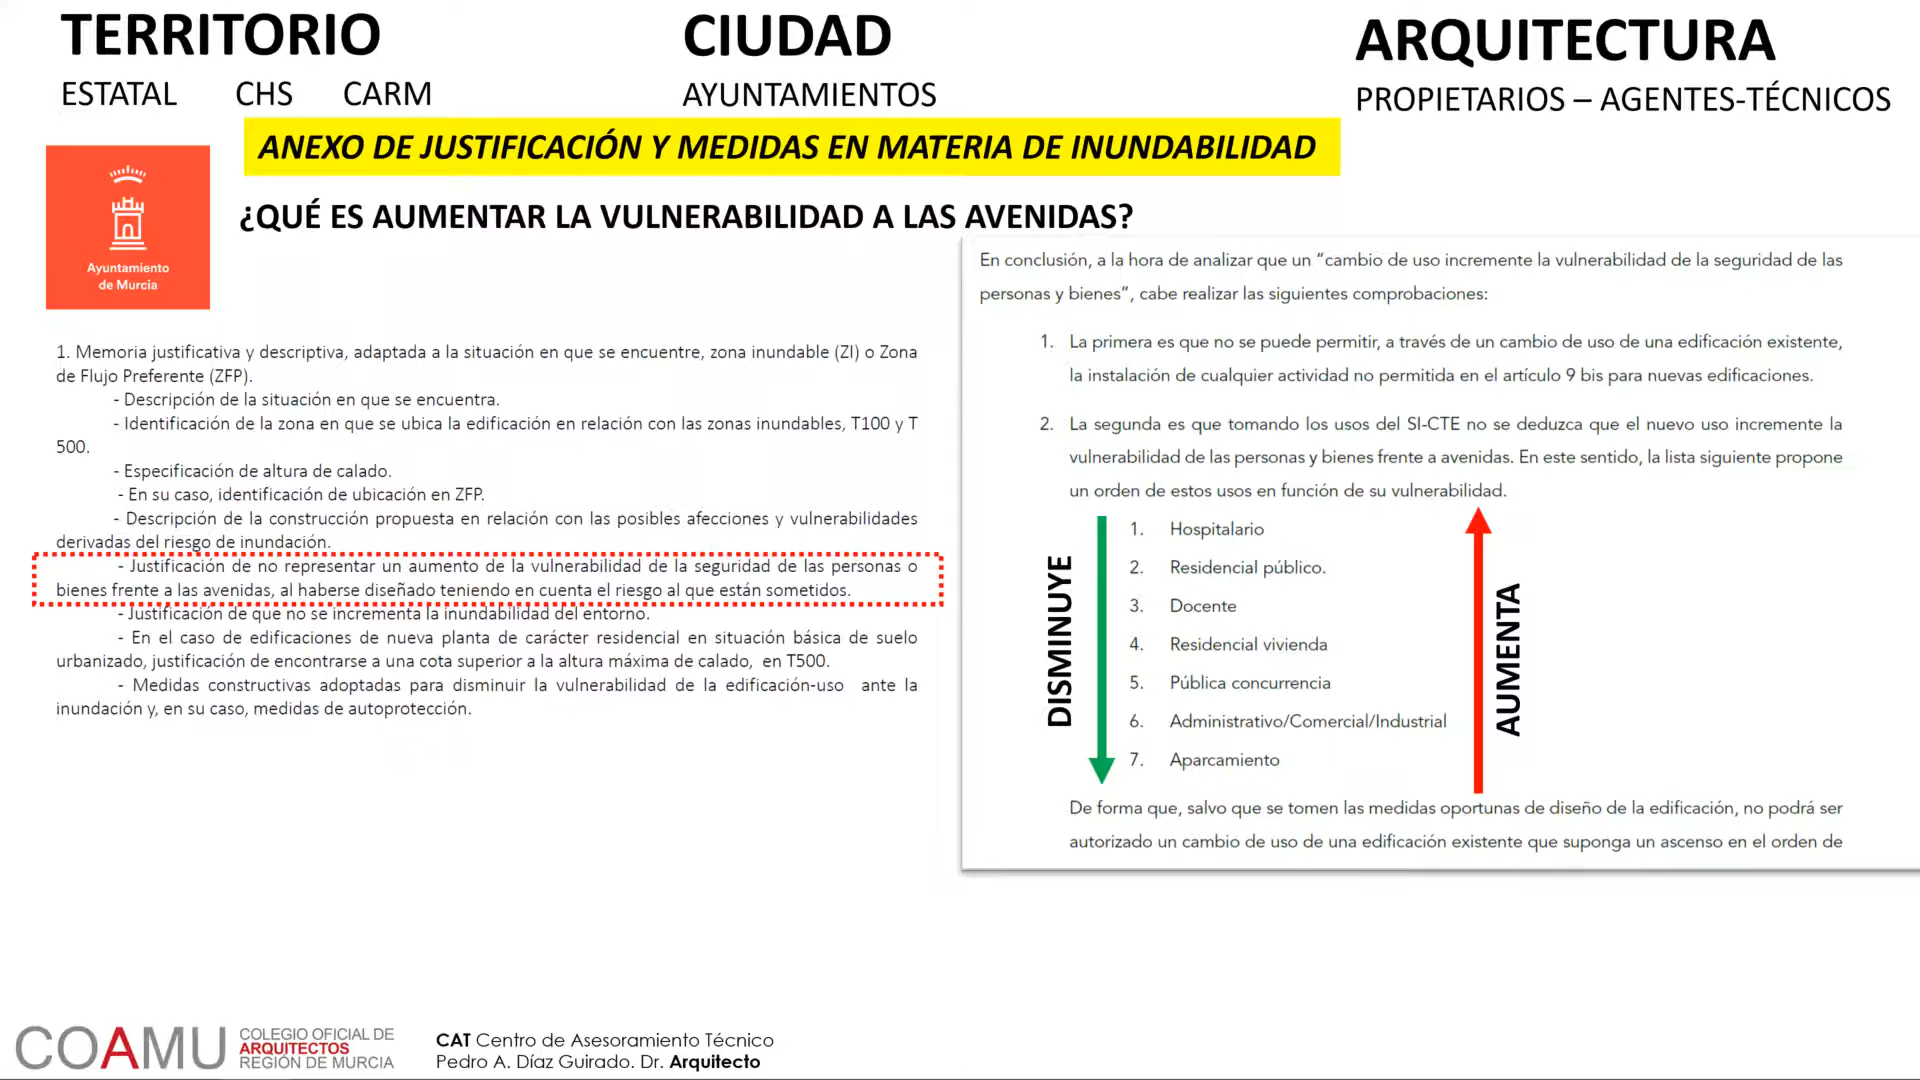 TERRITORIO
ESTATAL CHS CARM
CIUDAD
AYUNTAMIENTOS
ARQUITECTURA
PROPIETARIOS – AGENTES-TÉCNICOS
ANEXO DE JUSTIFICACIÓN Y MEDIDAS EN MATERIA DE INUNDABILIDAD
Ayuntamiento
de Murcia
¿QUÉ ES AUMENTAR LA VULNERABILIDAD A LAS AVENIDAS?
1. Memoria justificativa y descriptiva, adaptada a la situación en que se encuentre, zona inundable (ZI) o Zona
de Flujo Preferente (ZFP).
- Descripción de la situación en que se encuentra.
- Identificación de la zona en que se ubica la edificación en relación con las zonas inundables, T100 y T
500.
- Especificación de altura de calado.
- En su caso, identificación de ubicación en ZFP.
- Descripción de la construcción propuesta en relación con las posibles afecciones y vulnerabilidades
derivadas del riesgo de inundación.
- Justificación de no representar un aumento de la vulnerabilidad de la seguridad de las personas o
bienes frente a las avenidas, al haberse diseñado teniendo en cuenta el riesgo al que están sometidos.
- Justificación de que no se incrementa la inundabilidad del entorno.
- En el caso de edificaciones de nueva planta de carácter residencial en situación básica de suelo
urbanizado, justificación de encontrarse a una cota superior a la altura máxima de calado, en T500.
- Medidas constructivas adoptadas para disminuir la vulnerabilidad de la edificación-uso ante la
inundación y, en su caso, medidas de autoprotección.
En conclusión, a la hora de analizar que un “cambio de uso incremente la vulnerabilidad de la seguridad de las
personas y bienes”, cabe realizar las siguientes comprobaciones:
1. La primera es que no se puede permitir, a través de un cambio de uso de una edificación existente,
la instalación de cualquier actividad no permitida en el artículo 9 bis para nuevas edificaciones.
2. La segunda es que tomando los usos del SI-CTE no se deduzca que el nuevo uso incremente la
vulnerabilidad de las personas y bienes frente a avenidas. En este sentido, la lista siguiente propone
un orden de estos usos en función de su vulnerabilidad.
DISMINUYE
1. Hospitalario
2. Residencial público.
3. Docente
4. Residencial vivienda
5. Pública concurrencia
6. Administrativo/Comercial/Industrial
7. Aparcamiento
AUMENTA
De forma que, salvo que se tomen las medidas oportunas de diseño de la edificación, no podrá ser
autorizado un cambio de uso de una edificación existente que suponga un ascenso en el orden de
COAMU
COLEGIO OFICIAL DE
ARQUITECTOS
REGIÓN DE MURCIA
CAT Centro de Asesoramiento Técnico
Pedro A. Díaz Guirado. Dr. Arquitecto